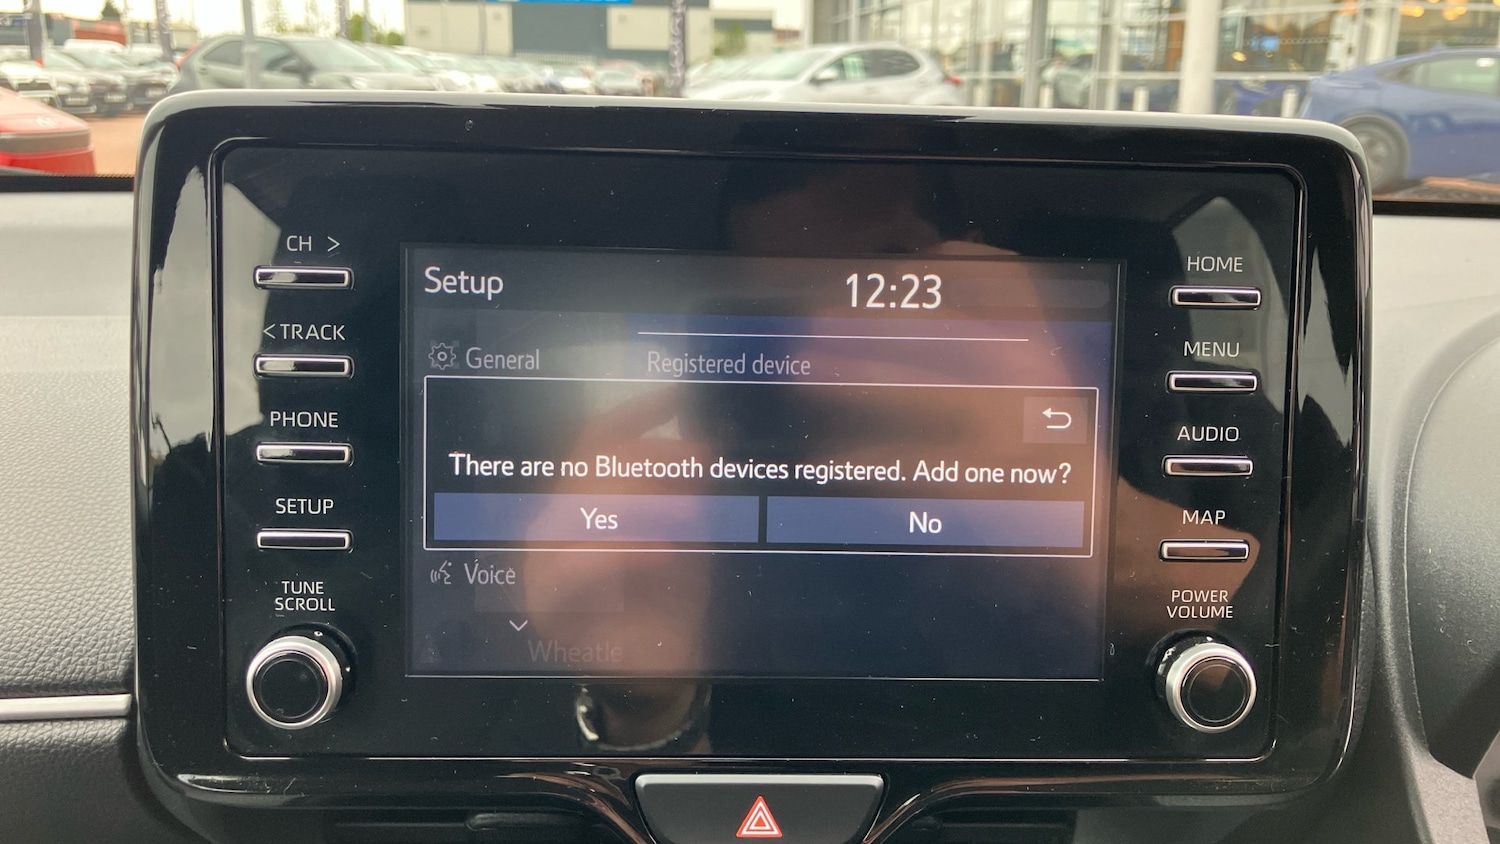 CH >
< TRACK
PHONE
SETUP
TUNE
SCROLL
Setup
12:23
General
Registered device
There are no Bluetooth devices registered. Add one now?
Yes
No
Voice
HOME
MENU
AUDIO
MAP
POWER
VOLUME